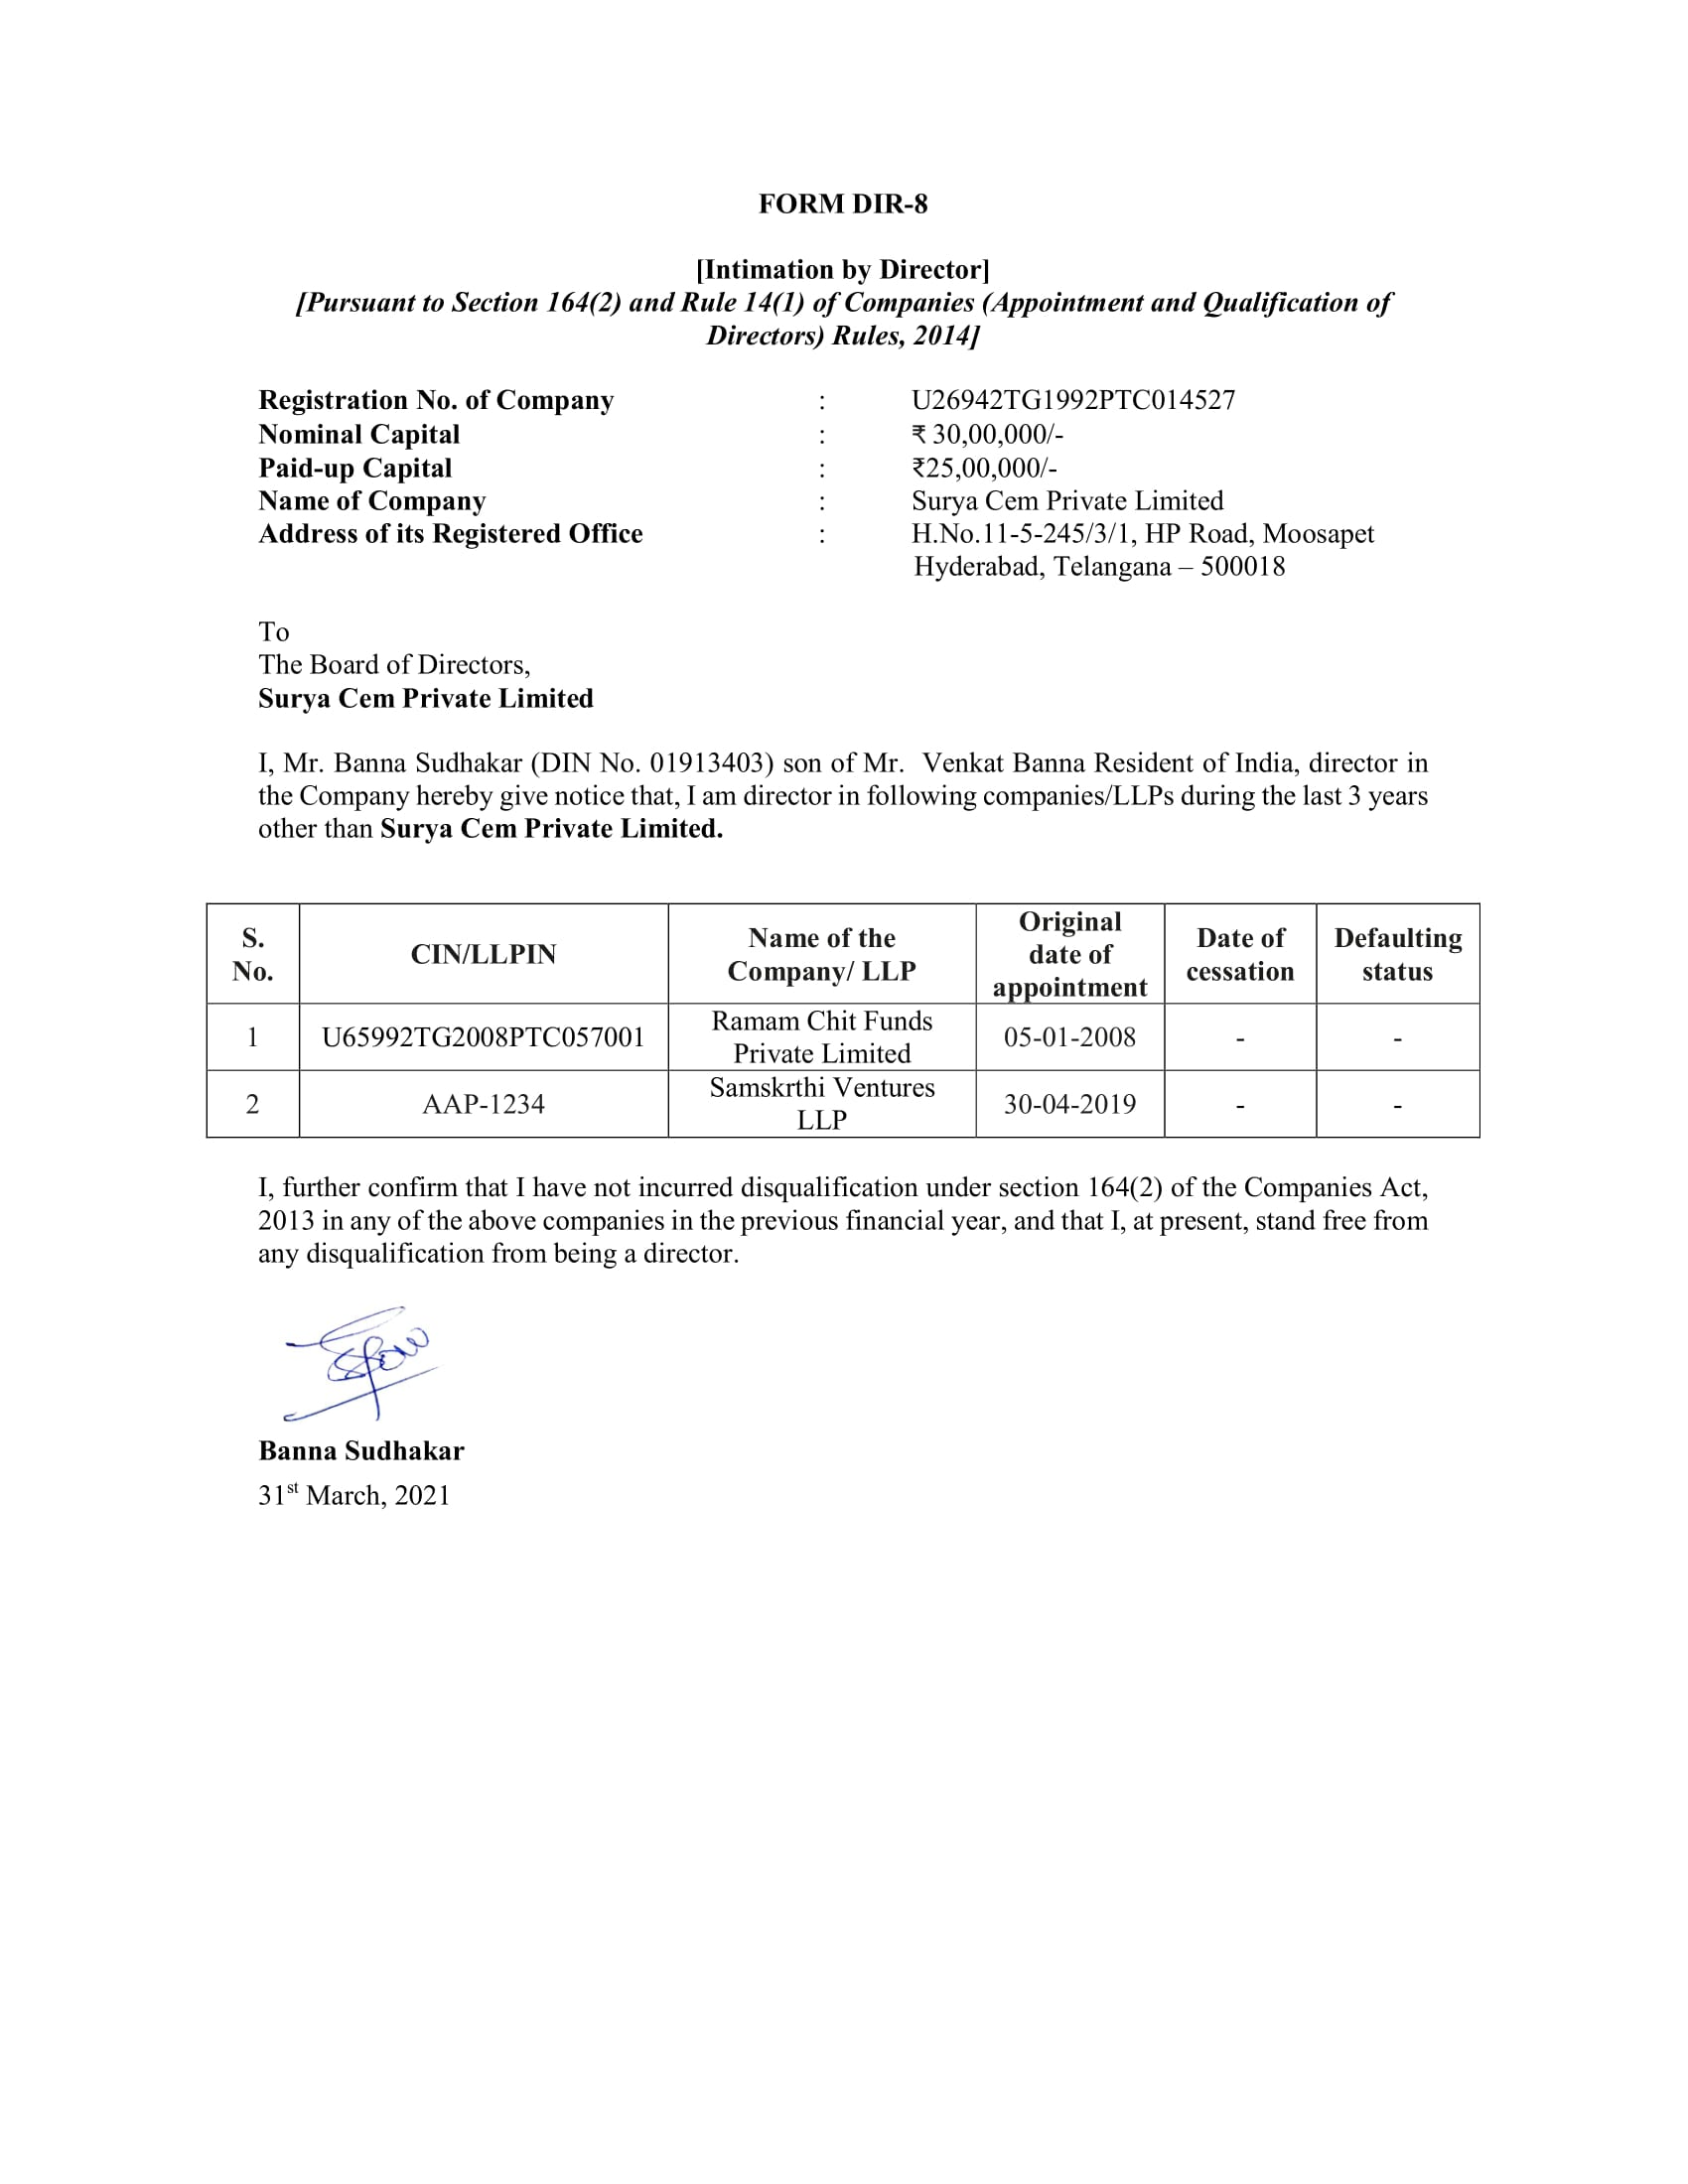 FORM DIR-8
[Intimation by Director]
[Pursuant to Section 164(2) and Rule 14(1) of Companies (Appointment and Qualification of
Directors) Rules, 2014]
Registration No. of Company : U26942TG1992PTC014527
Nominal Capital : ₹ 30,00,000/-
Paid-up Capital : ₹25,00,000/-
Name of Company : Surya Cem Private Limited
Address of its Registered Office : H.No.11-5-245/3/1, HP Road, Moosapet
Hyderabad, Telangana – 500018
To
The Board of Directors,
Surya Cem Private Limited
I, Mr. Banna Sudhakar (DIN No. 01913403) son of Mr. Venkat Banna Resident of India, director in
the Company hereby give notice that, I am director in following companies/LLPs during the last 3 years
other than Surya Cem Private Limited.
S. No. CIN/LLPIN Name of the Company/ LLP Original date of appointment Date of cessation Defaulting status
1 U65992TG2008PTC057001 Ramam Chit Funds Private Limited 05-01-2008 - -
2 AAP-1234 Samskrthi Ventures LLP 30-04-2019 - -
I, further confirm that I have not incurred disqualification under section 164(2) of the Companies Act,
2013 in any of the above companies in the previous financial year, and that I, at present, stand free from
any disqualification from being a director.
Banna Sudhakar
31st March, 2021